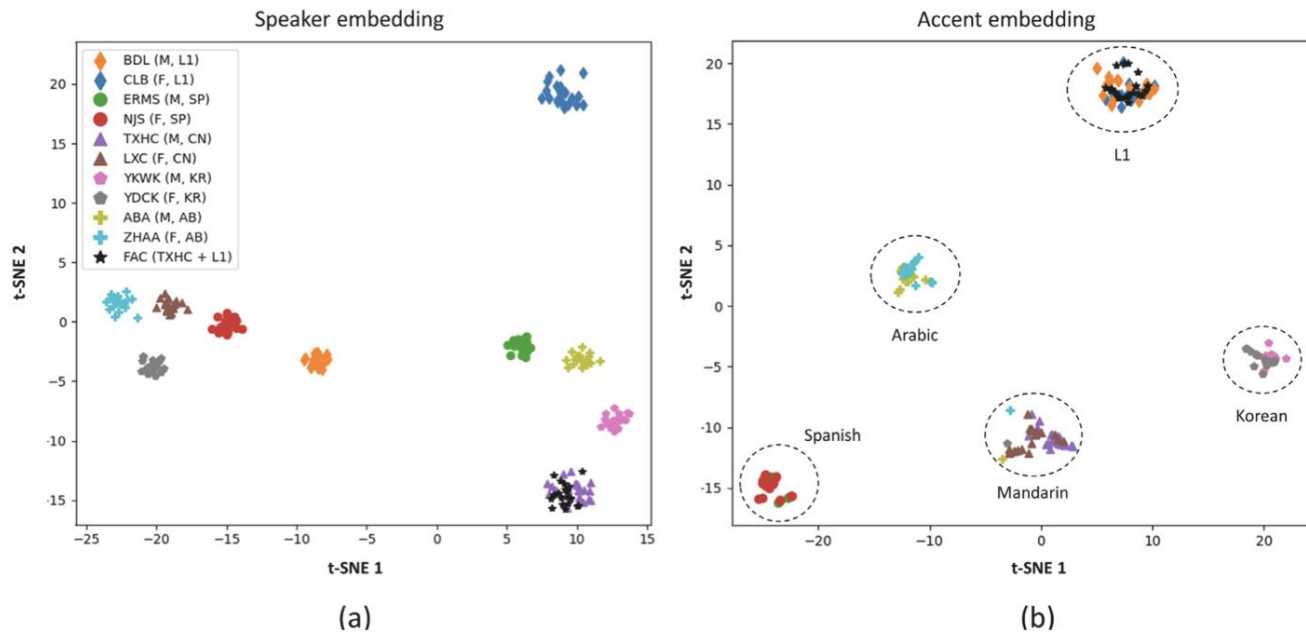 Speaker embedding
Accent embedding
BDL (M, L1)
CLB (F, L1)
ERMS (M, SP)
NJS (F, SP)
TXHC (M, CN)
LXC (F, CN)
YKWK (M, KR)
YDCK (F, KR)
ABA (M, AB)
ZHAA (F, AB)
FAC (TXHC + L1)
20
15
10
5
0
−5
−10
−15
t-SNE 2
−25 −20 −15 −10 −5 0 5 10 15
t-SNE 1
(a)
20
15
10
5
0
−5
−10
−15
t-SNE 2
L1
Arabic
Korean
Spanish
Mandarin
−20 −10 0 10 20
t-SNE 1
(b)